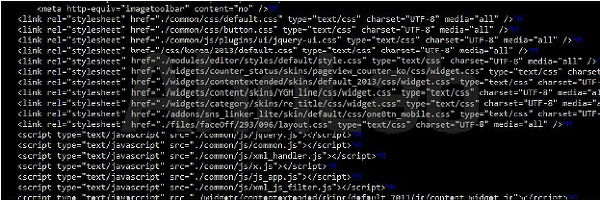 <meta http-equiv="imagetoolbar" content="no" />
<link rel="stylesheet" href="./common/css/default.css" type="text/css" charset="UTF-8" media="all" />
<link rel="stylesheet" href="./common/css/button.css" type="text/css" charset="UTF-8" media="all" />
<link rel="stylesheet" href="./common/js/plugins/ui/jquery-ui.css" type="text/css" charset="UTF-8" media="all" />
<link rel="stylesheet" href="./css/koras/2013/default.css" type="text/css" charset="UTF-8" media="all" />
<link rel="stylesheet" href="./modules/editor/styles/default/style.css" type="text/css" charset="UTF-8" media="all" />
<link rel="stylesheet" href="./widgets/counter_status/skins/pageview_counter_ko/css/widget.css" type="text/css" charset="UTF-8"
<link rel="stylesheet" href="./widgets/contentextended/skins/default_2013/css/widget.css" type="text/css" charset="UTF-8" media
<link rel="stylesheet" href="./widgets/content/skins/YGH_line/css/widget.css" type="text/css" charset="UTF-8" media="all" />
<link rel="stylesheet" href="./widgets/category/skins/re_title/css/widget.css" type="text/css" charset="UTF-8" media="all"
<link rel="stylesheet" href="./addons/sns_linker_lite/skin/default/css/one8tn_mobile.css" type="text/css" charset="UTF-8" media
<link rel="stylesheet" href="./files/faceOff/293/096/layout.css" type="text/css" charset="UTF-8" media="all" />
<script type="text/javascript" src="./common/js/jquery.js"></script>
<script type="text/javascript" src="./common/js/common.js"></script>
<script type="text/javascript" src="./common/js/xml_handler.js"></script>
<script type="text/javascript" src="./common/js/x.js"></script>
<script type="text/javascript" src="./common/js/js_app.js"></script>
<script type="text/javascript" src="./common/js/xml_js_filter.js"></script>
<script type="text/javascript" src="./widgets/contentextended/skins/default_2013/js/content_widget.js"></script>